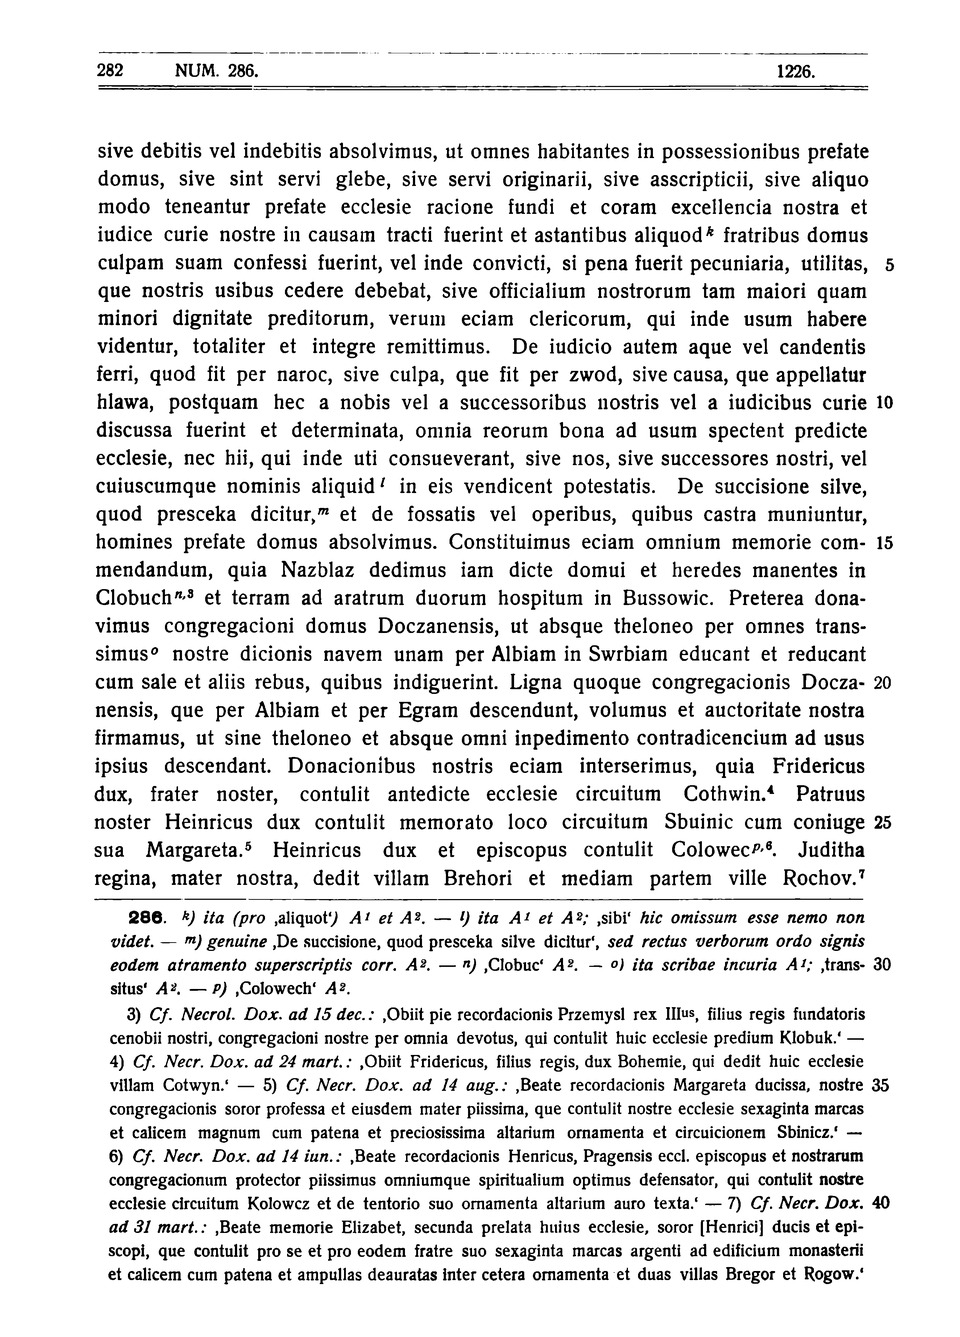 282 NUM. 286. 1226.
sive debitis vel indebitis absolvimus, ut omnes habitantes in possessionibus prefate
domus, sive sint servi glebe, sive servi originarii, sive asscripticii, sive aliquo
modo teneantur prefate ecclesie racione fundi et coram excellencia nostra et
iudice curie nostre in causam tracti fuerint et astantibus aliquod k fratribus domus
culpam suam confessi fuerint, vel inde convicti, si pena fuerit pecuniaria, utilitas, 5
que nostris usibus cedere debebat, sive officialium nostrorum tam maiori quam
minori dignitate preditorum, verum eciam clericorum, qui inde usum habere
videntur, totaliter et integre remittimus. De iudicio autem aque vel candentis
ferri, quod fit per naroc, sive culpa, que fit per zwod, sive causa, que appellatur
hlawa, postquam hec a nobis vel a successoribus nostris vel a iudicibus curie 10
discussa fuerint et determinata, omnia reorum bona ad usum spectent predicte
ecclesie, nec hii, qui inde uti consueverant, sive nos, sive successores nostri, vel
cuiuscumque nominis aliquid l in eis vendicent potestatis. De succisione silve,
quod presceka dicitur,m et de fossatis vel operibus, quibus castra muniuntur,
homines prefate domus absolvimus. Constituimus eciam omnium memorie com- 15
mendandum, quia Nazblaz dedimus iam dicte domui et heredes manentes in
Clobuch n,3 et terram ad aratrum duorum hospitum in Bussowic. Preterea dona-
vimus congregacioni domus Doczanensis, ut absque theloneo per omnes trans-
simus o nostre dicionis navem unam per Albiam in Swrbiam educant et reducant
cum sale et aliis rebus, quibus indiguerint. Ligna quoque congregacionis Docza- 20
nensis, que per Albiam et per Egram descendunt, volumus et auctoritate nostra
firmamus, ut sine theloneo et absque omni inpedimento contradicencium ad usus
ipsius descendant. Donacionibus nostris eciam interserimus, quia Fridericus
dux, frater noster, contulit antedicte ecclesie circuitum Cothwin.4 Patruus
noster Heinricus dux contulit memorato loco circuitum Sbuinic cum coniuge 25
sua Margareta.5 Heinricus dux et episcopus contulit Colowec p,6. Juditha
regina, mater nostra, dedit villam Brehori et mediam partem ville Rochov.7
286. k) ita (pro ‚aliquot‘) A1 et A2. — l) ita A1 et A2; ‚sibi‘ hic omissum esse nemo non
videt. — m) genuine ‚De succisione, quod presceka silve dicitur‘, sed rectus verborum ordo signis
eodem atramento superscriptis corr. A2. — n) ‚Clobuc‘ A2. — o) ita scribae incuria A1; ‚trans- 30
situs‘ A2. — p) ‚Colowech‘ A2.
3) Cf. Necrol. Dox. ad 15 dec.: ‚Obiit pie recordacionis Przemysl rex IIIus, filius regis fundatoris
cenobii nostri, congregacioni nostre per omnia devotus, qui contulit huic ecclesie predium Klobuk.‘ —
4) Cf. Necr. Dox. ad 24 mart.: ‚Obiit Fridericus, filius regis, dux Bohemie, qui dedit huic ecclesie
villam Cotwyn.‘ — 5) Cf. Necr. Dox. ad 14 aug.: ‚Beate recordacionis Margareta ducissa, nostre 35
congregacionis soror professa et eiusdem mater piissima, que contulit nostre ecclesie sexaginta marcas
et calicem magnum cum patena et preciosissima altarium ornamenta et circuicionem Sbinicz.‘ —
6) Cf. Necr. Dox. ad 14 iun.: ‚Beate recordacionis Henricus, Pragensis eccl. episcopus et nostrarum
congregacionum protector piissimus omniumque spiritualium optimus defensator, qui contulit nostre
ecclesie circuitum Kolowcz et de tentorio suo ornamenta altarium auro texta.‘ — 7) Cf. Necr. Dox. 40
ad 31 mart.: ‚Beate memorie Elizabet, secunda prelata huius ecclesie, soror [Henrici] ducis et epi-
scopi, que contulit pro se et pro eodem fratre suo sexaginta marcas argenti ad edificium monasterii
et calicem cum patena et ampullas deauratas inter cetera ornamenta et duas villas Bregor et Rogow.‘